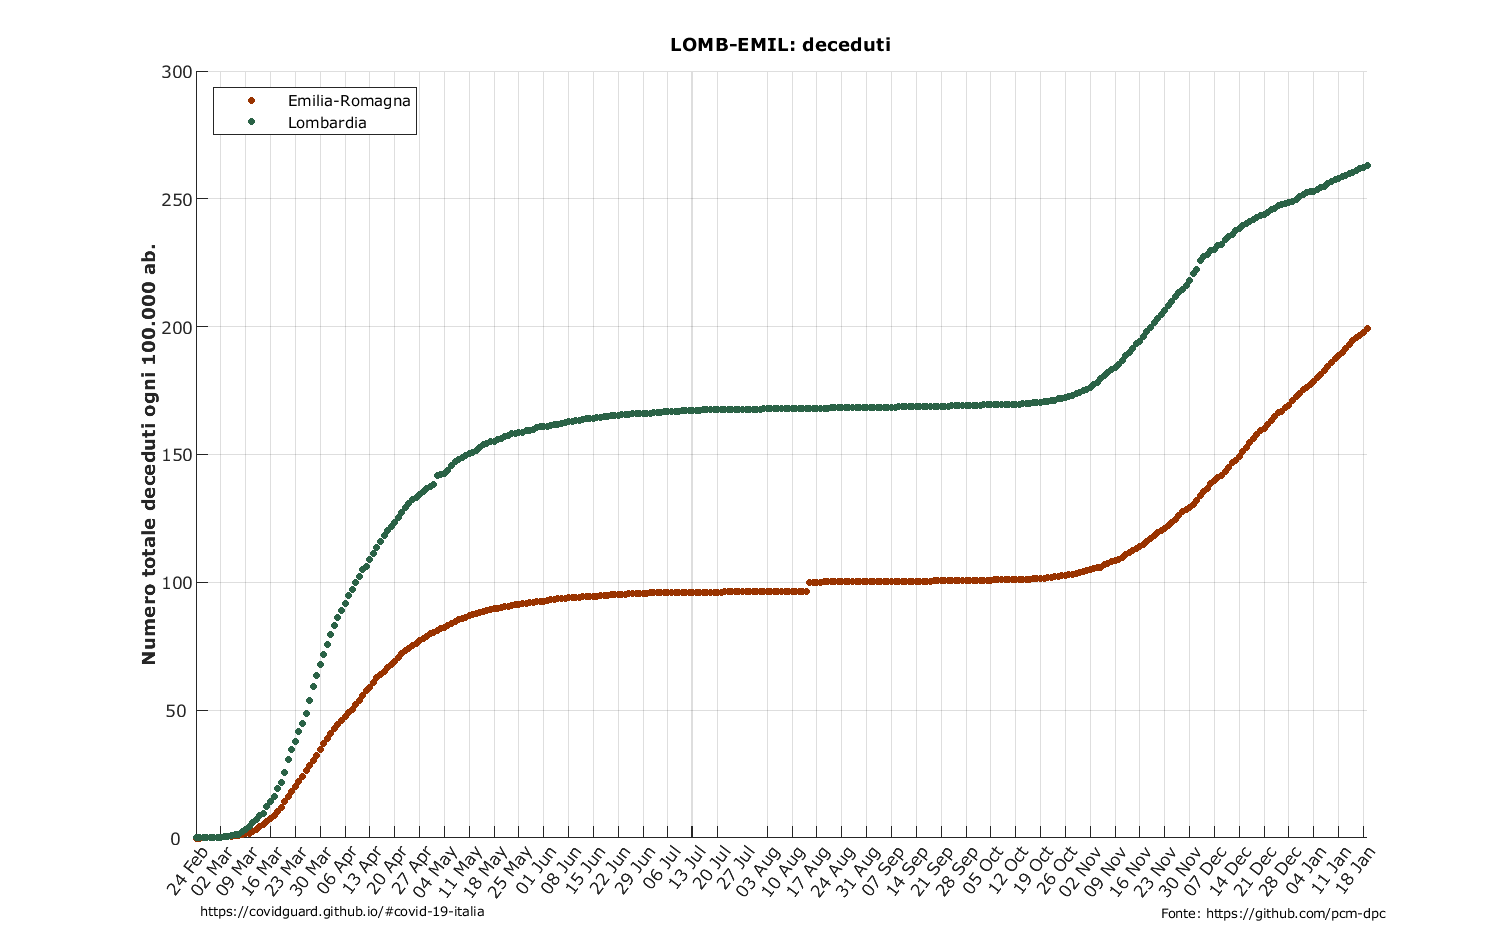 LOMB-EMIL: deceduti
Numero totale deceduti ogni 100.000 ab.
300
250
200
150
100
50
0
Emilia-Romagna
Lombardia
24 Feb
02 Mar
09 Mar
16 Mar
23 Mar
30 Mar
06 Apr
13 Apr
20 Apr
27 Apr
04 May
11 May
18 May
25 May
01 Jun
08 Jun
15 Jun
22 Jun
29 Jun
06 Jul
13 Jul
20 Jul
27 Jul
03 Aug
10 Aug
17 Aug
24 Aug
31 Aug
07 Sep
14 Sep
21 Sep
28 Sep
05 Oct
12 Oct
19 Oct
26 Oct
02 Nov
09 Nov
16 Nov
23 Nov
30 Nov
07 Dec
14 Dec
21 Dec
28 Dec
04 Jan
11 Jan
18 Jan
https://covidguard.github.io/#covid-19-italia
Fonte: https://github.com/pcm-dpc